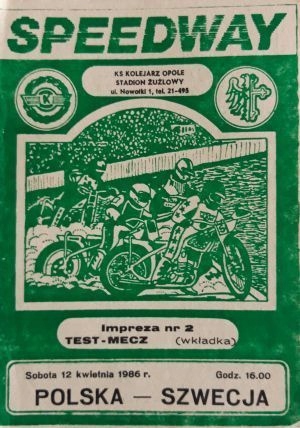 SPEEDWAY
KS KOLEJARZ OPOLE
STADION ŻUŻLOWY
ul. Nowotki 1, tel. 21-495
K
Impreza nr 2
TEST-MECZ (wkładka)
Sobota 12 kwietnia 1986 r. Godz. 16.00
POLSKA — SZWECJA